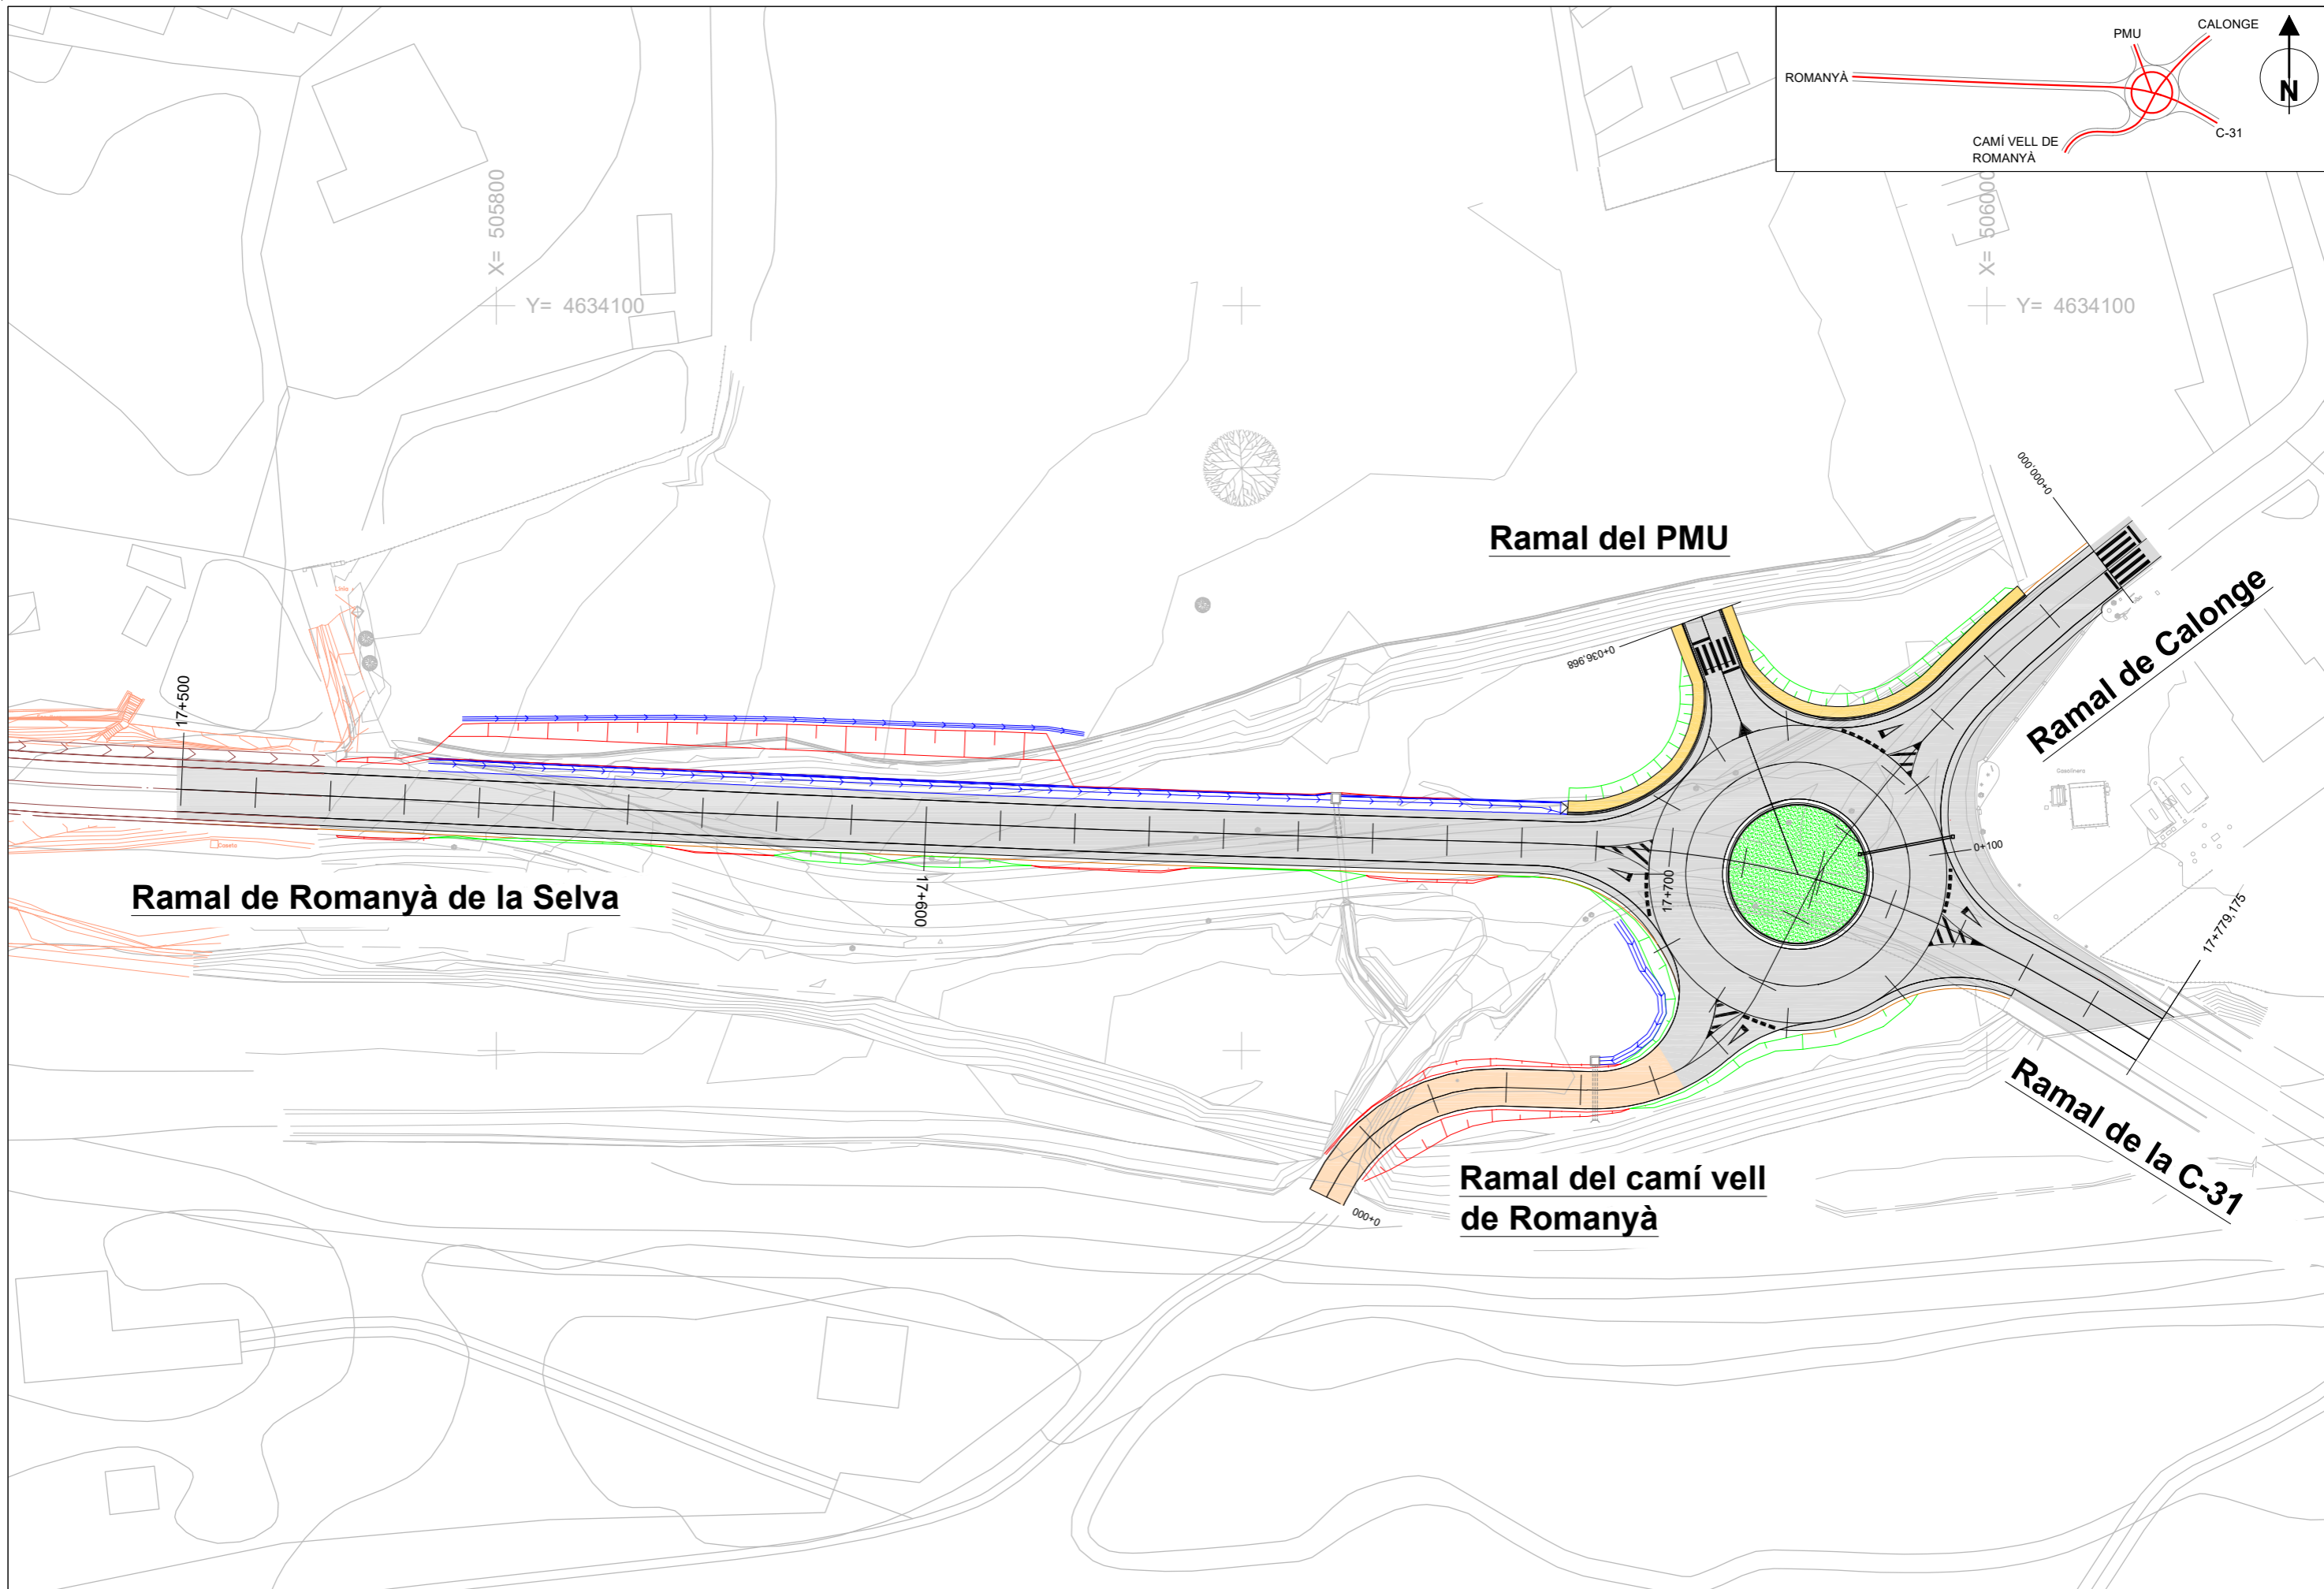 PMU
CALONGE
ROMANYÀ
N
C-31
CAMÍ VELL DE
ROMANYÀ
X= 505800
Y= 4634100
X= 506000
Y= 4634100
0+000,000
Ramal del PMU
0+036,968
Ramal de Calonge
17+500
Gasolinera
Caseta
0+100
Ramal de Romanyà de la Selva
17+600
17+700
17+779,175
Ramal de la C-31
Ramal del camí vell
de Romanyà
0+000